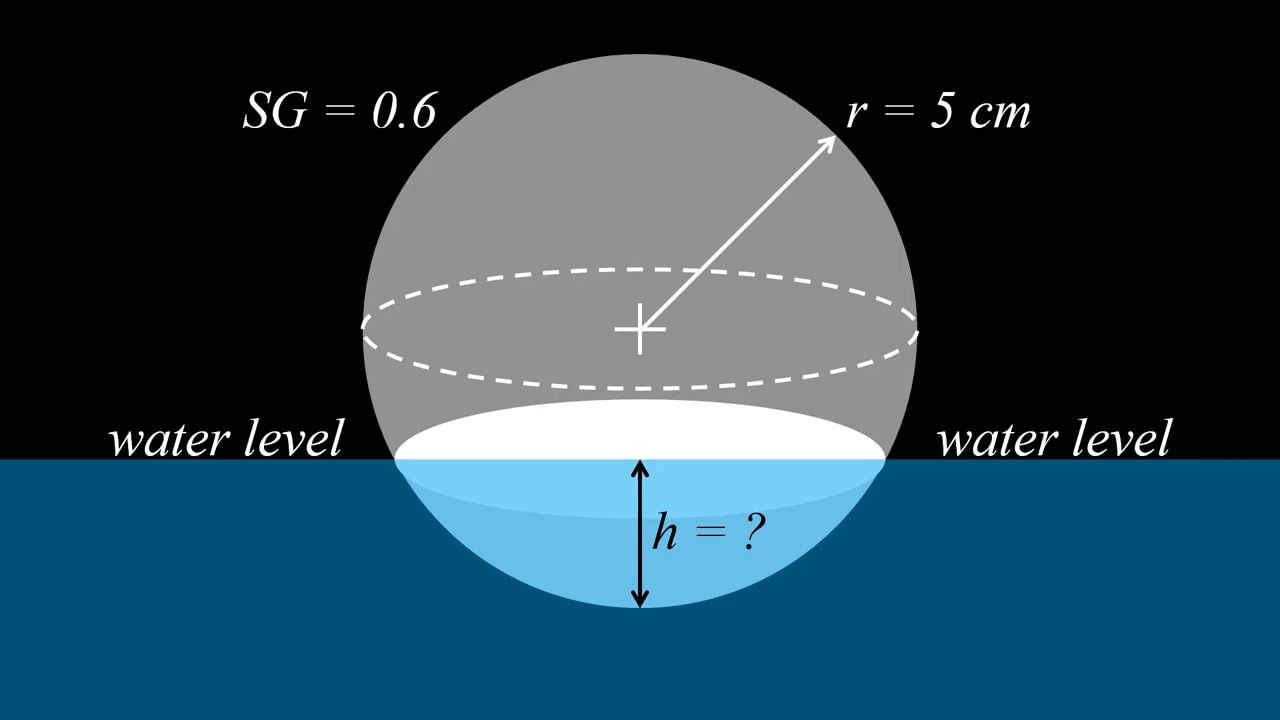 SG = 0.6
r = 5 cm
water level
water level
h = ?